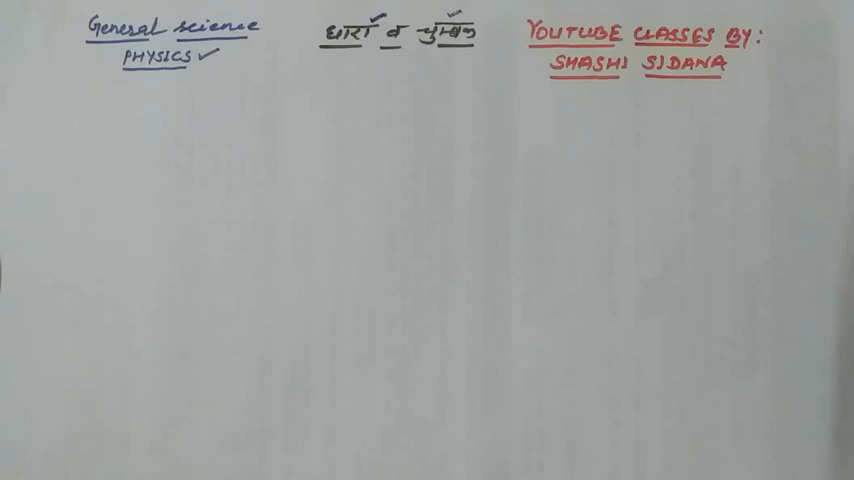 General science
PHYSICS
धारा व चुम्बक
YOUTUBE CLASSES BY:
SHASHI SIDANA